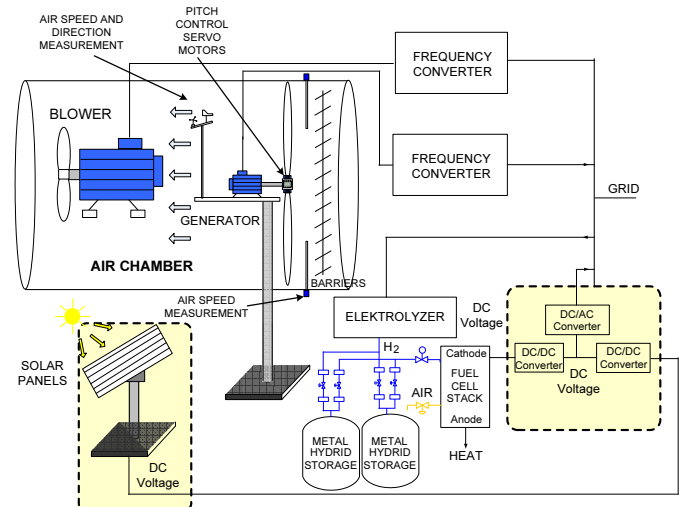 AIR SPEED AND
DIRECTION
MEASUREMENT
PITCH
CONTROL
SERVO
MOTORS
FREQUENCY
CONVERTER
BLOWER
FREQUENCY
CONVERTER
GRID
GENERATOR
AIR CHAMBER
BARRIERS
AIR SPEED
MEASUREMENT
ELEKTROLYZER
DC
Voltage
DC/AC
Converter
SOLAR
PANELS
H2
Cathode
FUEL
CELL
STACK
Anode
DC/DC
Converter
DC/DC
Converter
DC
Voltage
AIR
METAL
HYDRID
STORAGE
METAL
HYDRID
STORAGE
HEAT
DC
Voltage